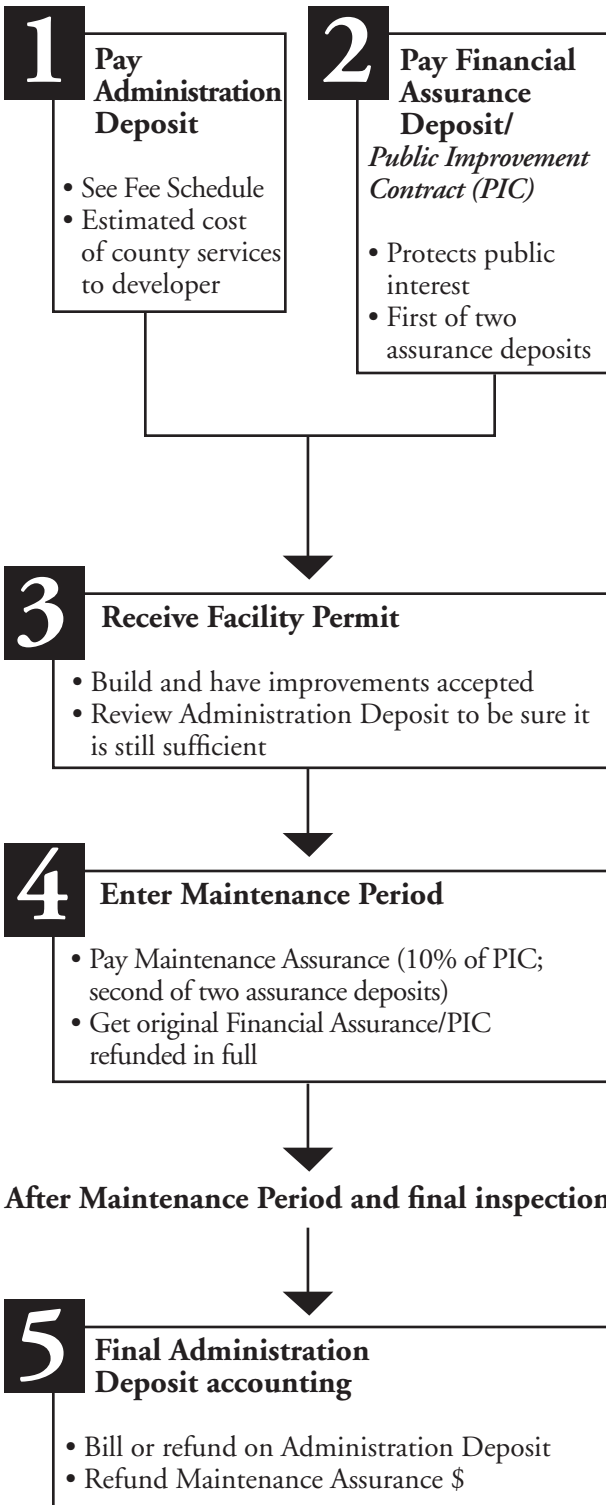 1
Pay
Administration
Deposit
• See Fee Schedule
• Estimated cost
of county services
to developer
2
Pay Financial
Assurance
Deposit/
Public Improvement
Contract (PIC)
• Protects public
interest
• First of two
assurance deposits
3
Receive Facility Permit
• Build and have improvements accepted
• Review Administration Deposit to be sure it
is still sufficient
4
Enter Maintenance Period
• Pay Maintenance Assurance (10% of PIC;
second of two assurance deposits)
• Get original Financial Assurance/PIC
refunded in full
After Maintenance Period and final inspection
5
Final Administration
Deposit accounting
• Bill or refund on Administration Deposit
• Refund Maintenance Assurance $